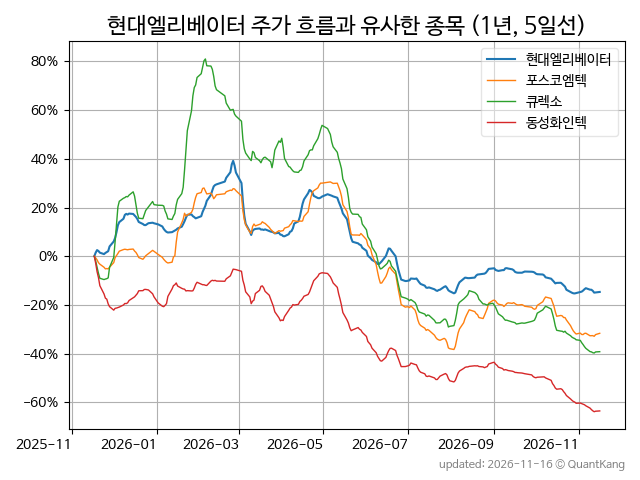 현대엘리베이터 주가 흐름과 유사한 종목 (1년, 5일선)
현대엘리베이터
포스코엠텍
큐렉소
동성화인텍
80%
60%
40%
20%
0%
−20%
−40%
−60%
2025-11
2026-01
2026-03
2026-05
2026-07
2026-09
2026-11
updated: 2026-11-16 © QuantKang